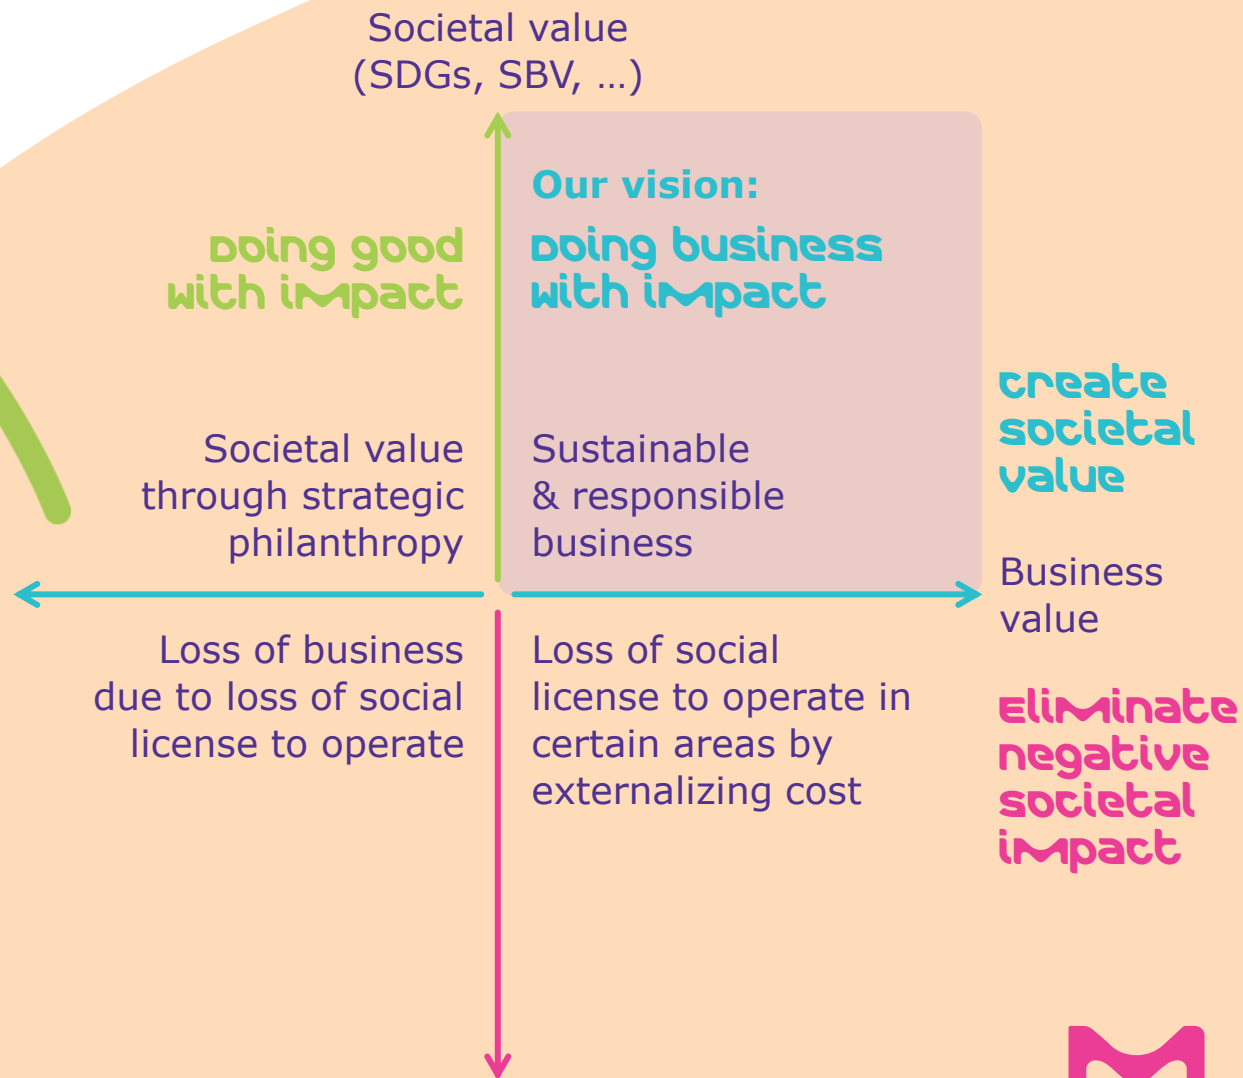 Societal value
(SDGs, SBV, …)
Our vision:
Doing good
with impact
Doing business
with impact
Create
societal
value
Societal value
through strategic
philanthropy
Sustainable
& responsible
business
Business
value
Loss of business
due to loss of social
license to operate
Loss of social
license to operate in
certain areas by
externalizing cost
Eliminate
negative
societal
impact